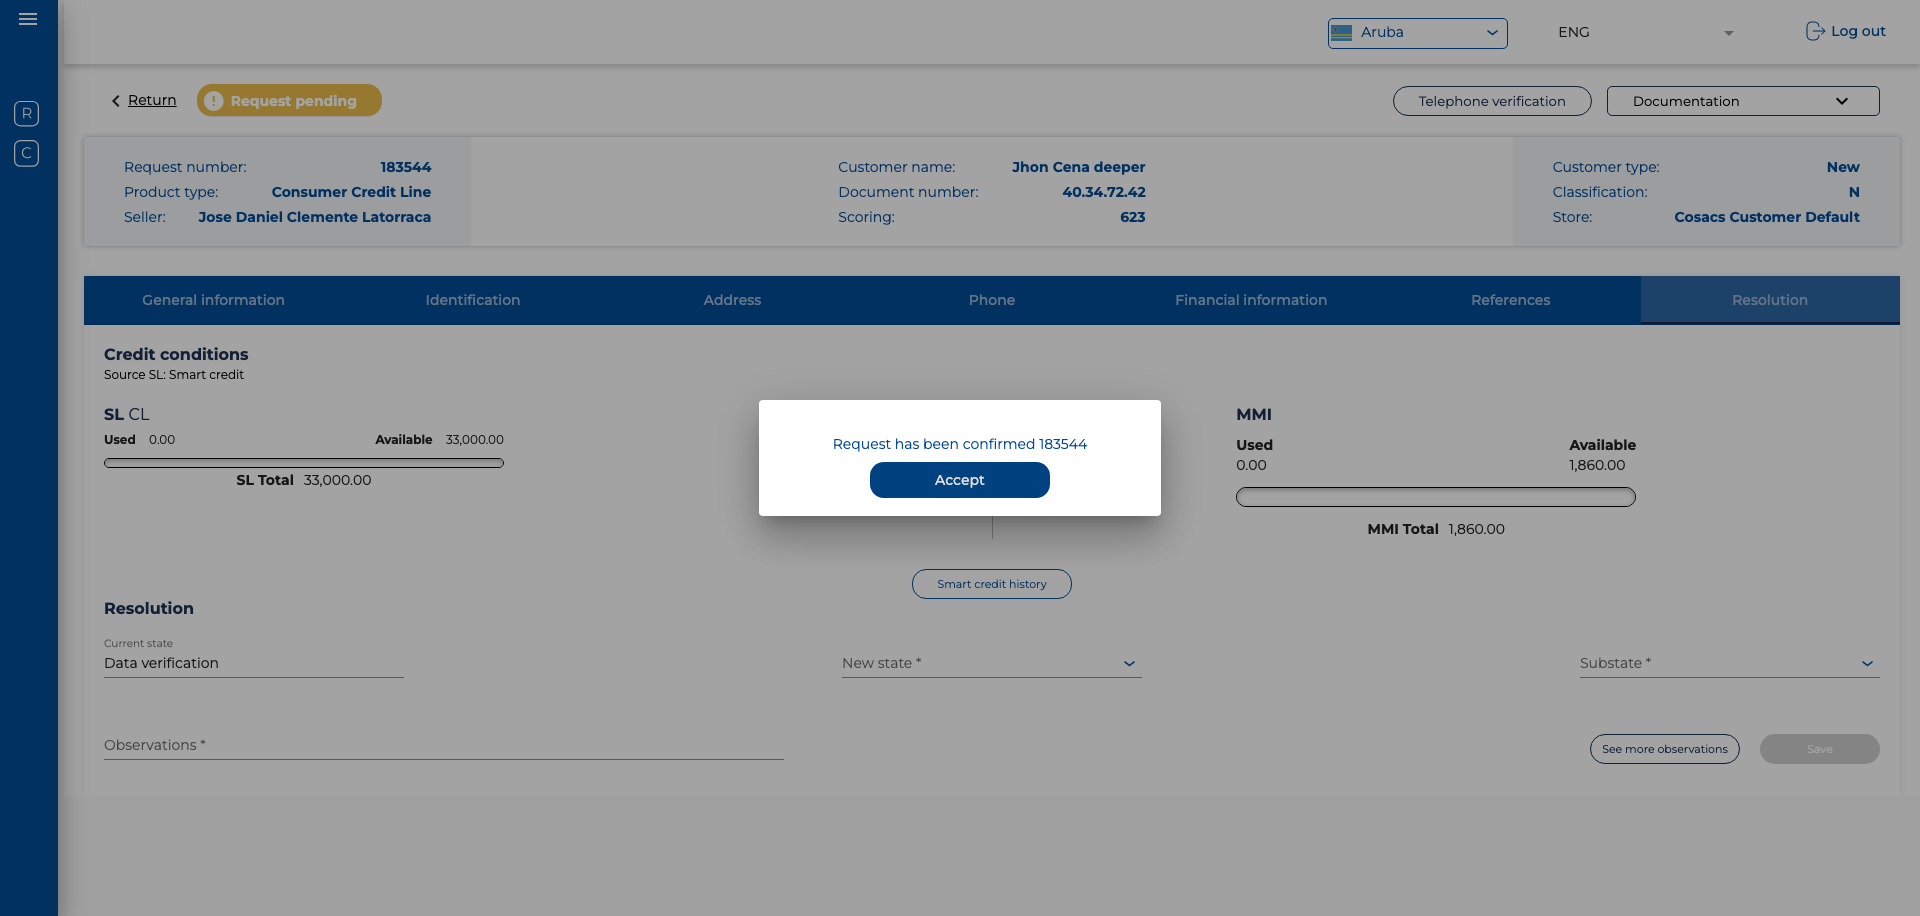 Aruba
ENG
Log out
R
C
Return
! Request pending
Telephone verification
Documentation
Request number: 183544
Product type: Consumer Credit Line
Seller: Jose Daniel Clemente Latorraca
Customer name: Jhon Cena deeper
Document number: 40.34.72.42
Scoring: 623
Customer type: New
Classification: N
Store: Cosacs Customer Default
General information
Identification
Address
Phone
Financial information
References
Resolution
Credit conditions
Source SL: Smart credit
SL CL
Used 0.00 Available 33,000.00
SL Total 33,000.00
Request has been confirmed 183544
Accept
MMI
Used Available
0.00 1,860.00
MMI Total 1,860.00
Smart credit history
Resolution
Current state
Data verification
New state *
Substate *
Observations *
See more observations
Save